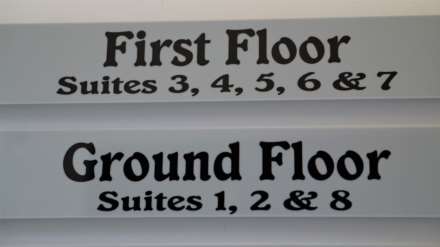 First Floor
Suites 3, 4, 5, 6 & 7
Ground Floor
Suites 1, 2 & 8